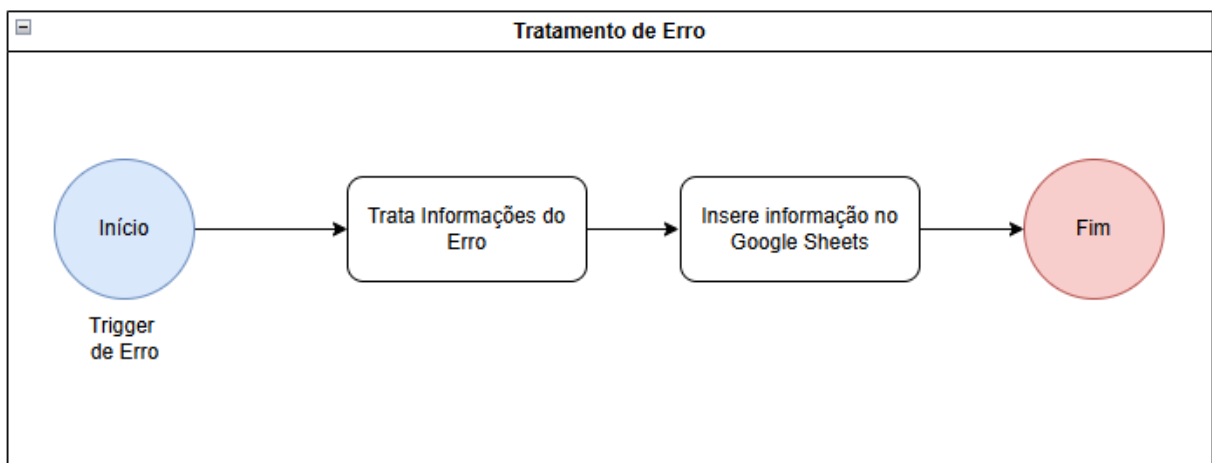 Tratamento de Erro
Início
Trata Informações do
Erro
Insere informação no
Google Sheets
Fim
Trigger
de Erro